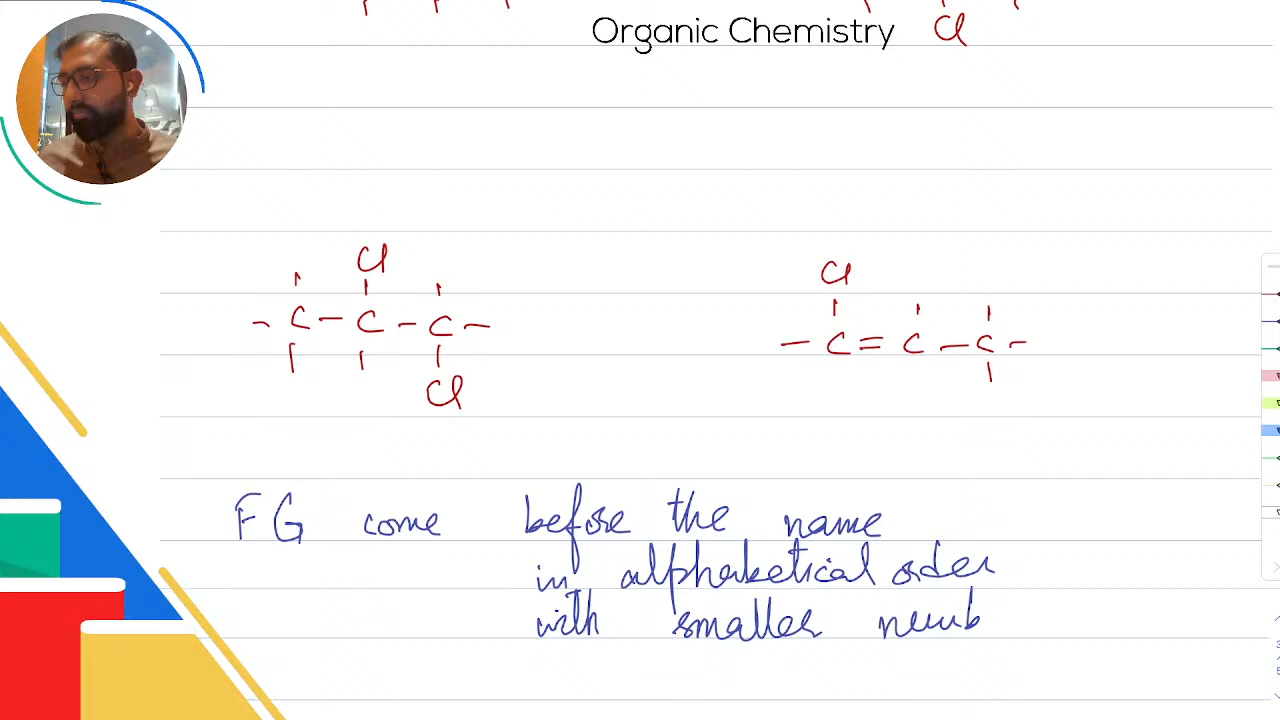 Organic Chemistry
Cl
Cl
- C - C - C -
Cl
Cl
- C = C - C -
FG come before the name
in alphabetical order
with smaller numb